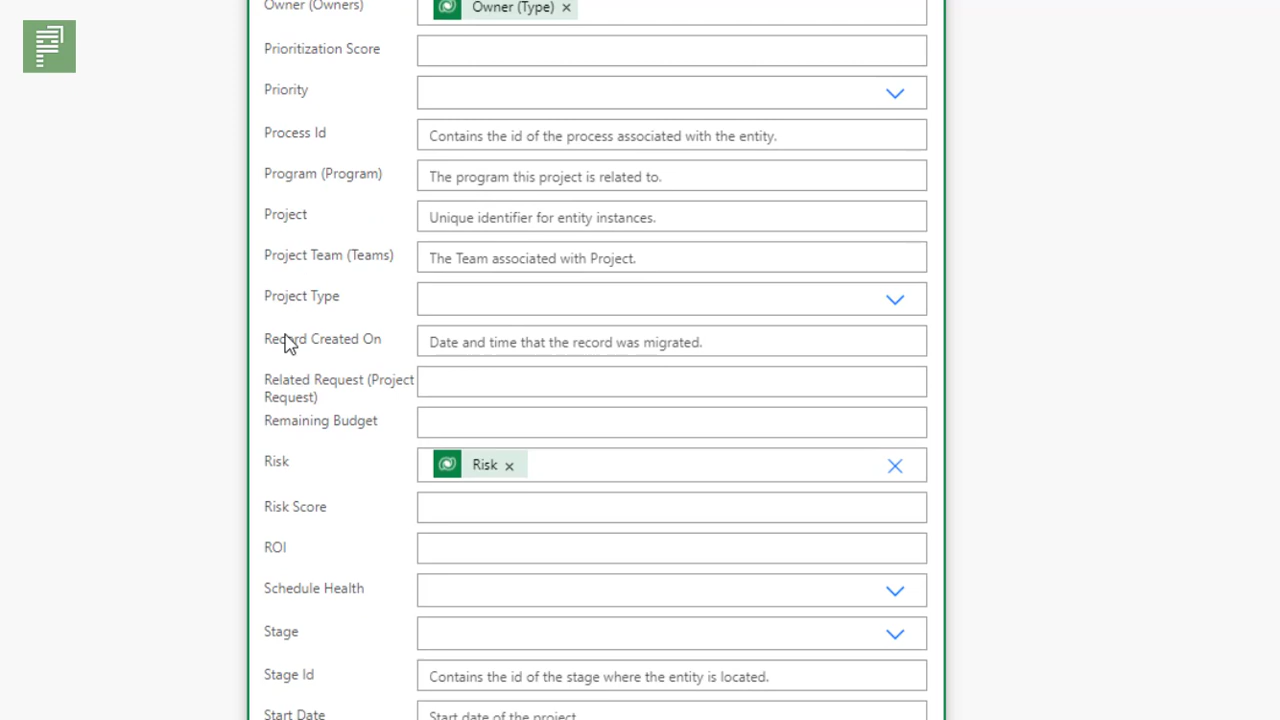 Owner (Owners)
Owner (Type) ×
Prioritization Score
Priority
Process Id
Contains the id of the process associated with the entity.
Program (Program)
The program this project is related to.
Project
Unique identifier for entity instances.
Project Team (Teams)
The Team associated with Project.
Project Type
Record Created On
Date and time that the record was migrated.
Related Request (Project
Request)
Remaining Budget
Risk
Risk ×
Risk Score
ROI
Schedule Health
Stage
Stage Id
Contains the id of the stage where the entity is located.
Start Date
Start date of the project